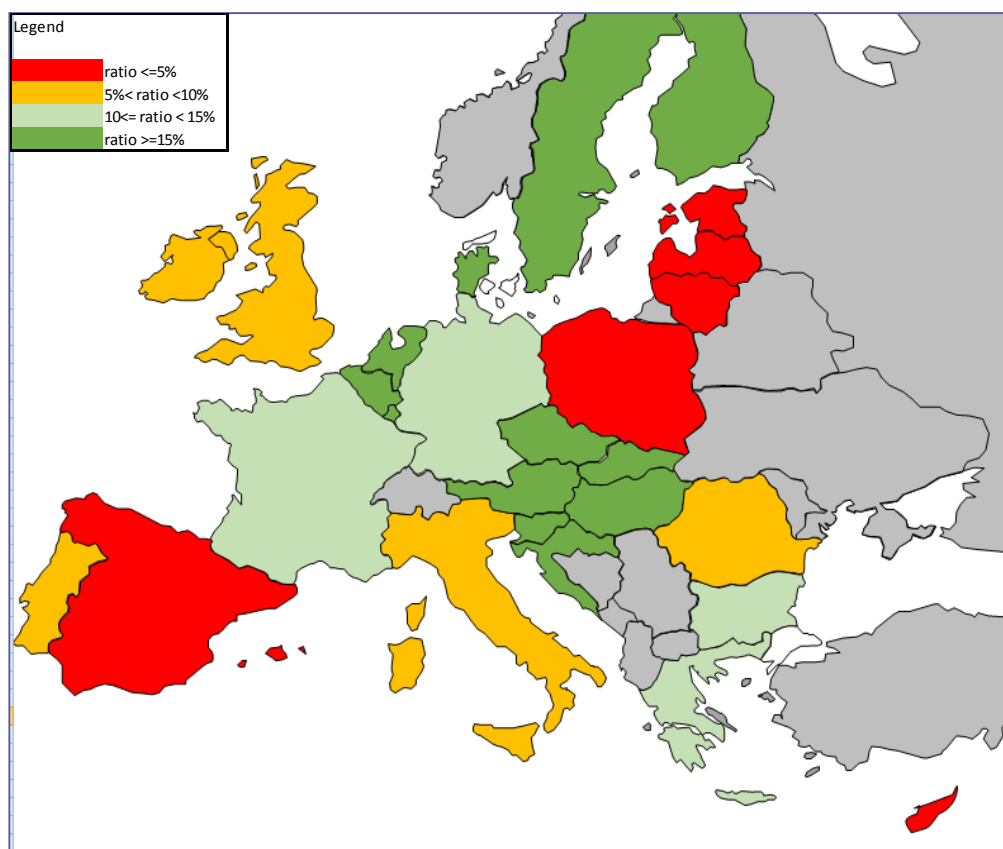 Legend
ratio <=5%
5%< ratio <10%
10<= ratio < 15%
ratio >=15%